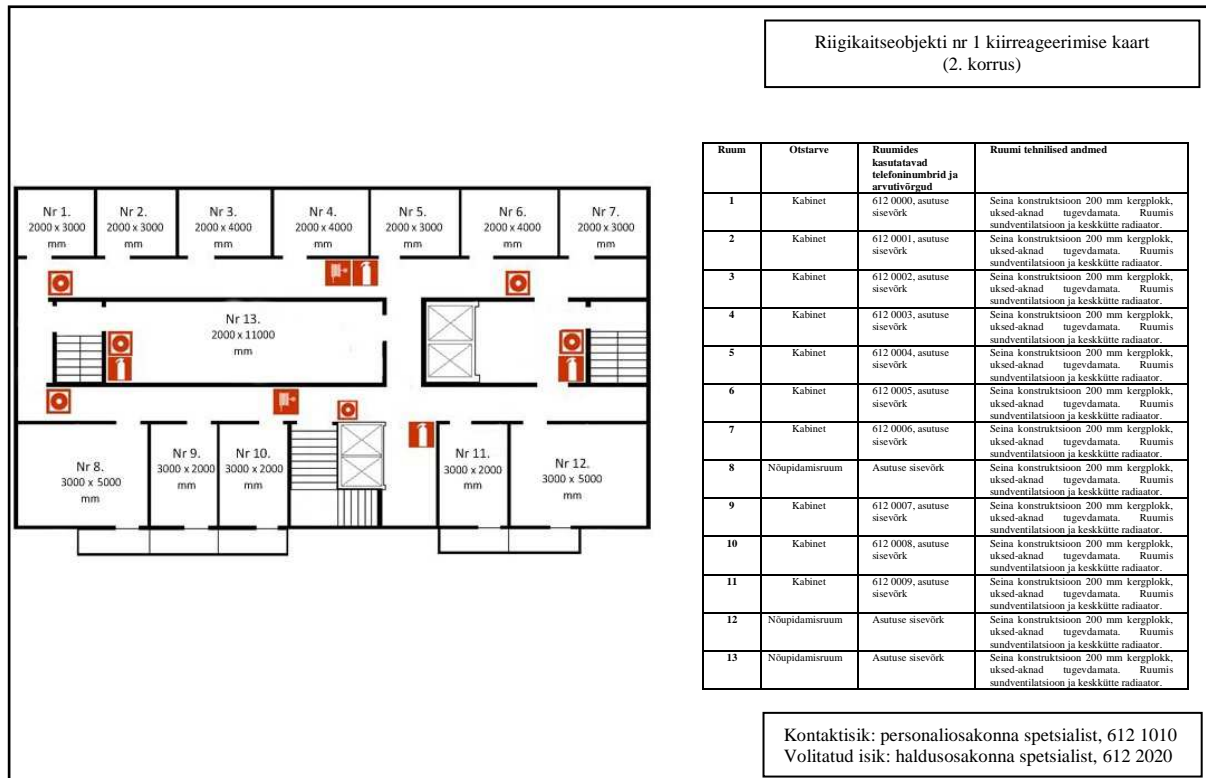 Riigikaitseobjekti nr 1 kiirreageerimise kaart
(2. korrus)
Nr 1.
2000 x 3000
mm
Nr 2.
2000 x 3000
mm
Nr 3.
2000 x 4000
mm
Nr 4.
2000 x 4000
mm
Nr 5.
2000 x 3000
mm
Nr 6.
2000 x 4000
mm
Nr 7.
2000 x 3000
mm
Nr 13.
2000 x 11000
mm
Nr 8.
3000 x 5000
mm
Nr 9.
3000 x 2000
mm
Nr 10.
3000 x 2000
mm
Nr 11.
3000 x 2000
mm
Nr 12.
3000 x 5000
mm
Ruum Otstarve Ruumides Ruumi tehnilised andmed
kasutatavad
telefoninumbrid ja
arvutivõrgud
1 Kabinet 612 0000, asutuse Seina konstruktsioon 200 mm kergplokk,
sisevõrk uksed-aknad tugevdamata. Ruumis
sundventilatsioon ja keskkütte radiaator.
2 Kabinet 612 0001, asutuse Seina konstruktsioon 200 mm kergplokk,
sisevõrk uksed-aknad tugevdamata. Ruumis
sundventilatsioon ja keskkütte radiaator.
3 Kabinet 612 0002, asutuse Seina konstruktsioon 200 mm kergplokk,
sisevõrk uksed-aknad tugevdamata. Ruumis
sundventilatsioon ja keskkütte radiaator.
4 Kabinet 612 0003, asutuse Seina konstruktsioon 200 mm kergplokk,
sisevõrk uksed-aknad tugevdamata. Ruumis
sundventilatsioon ja keskkütte radiaator.
5 Kabinet 612 0004, asutuse Seina konstruktsioon 200 mm kergplokk,
sisevõrk uksed-aknad tugevdamata. Ruumis
sundventilatsioon ja keskkütte radiaator.
6 Kabinet 612 0005, asutuse Seina konstruktsioon 200 mm kergplokk,
sisevõrk uksed-aknad tugevdamata. Ruumis
sundventilatsioon ja keskkütte radiaator.
7 Kabinet 612 0006, asutuse Seina konstruktsioon 200 mm kergplokk,
sisevõrk uksed-aknad tugevdamata. Ruumis
sundventilatsioon ja keskkütte radiaator.
8 Nõupidamisruum Asutuse sisevõrk Seina konstruktsioon 200 mm kergplokk,
uksed-aknad tugevdamata. Ruumis
sundventilatsioon ja keskkütte radiaator.
9 Kabinet 612 0007, asutuse Seina konstruktsioon 200 mm kergplokk,
sisevõrk uksed-aknad tugevdamata. Ruumis
sundventilatsioon ja keskkütte radiaator.
10 Kabinet 612 0008, asutuse Seina konstruktsioon 200 mm kergplokk,
sisevõrk uksed-aknad tugevdamata. Ruumis
sundventilatsioon ja keskkütte radiaator.
11 Kabinet 612 0009, asutuse Seina konstruktsioon 200 mm kergplokk,
sisevõrk uksed-aknad tugevdamata. Ruumis
sundventilatsioon ja keskkütte radiaator.
12 Nõupidamisruum Asutuse sisevõrk Seina konstruktsioon 200 mm kergplokk,
uksed-aknad tugevdamata. Ruumis
sundventilatsioon ja keskkütte radiaator.
13 Nõupidamisruum Asutuse sisevõrk Seina konstruktsioon 200 mm kergplokk,
uksed-aknad tugevdamata. Ruumis
sundventilatsioon ja keskkütte radiaator.
Kontaktisik: personaliosakonna spetsialist, 612 1010
Volitatud isik: haldusosakonna spetsialist, 612 2020